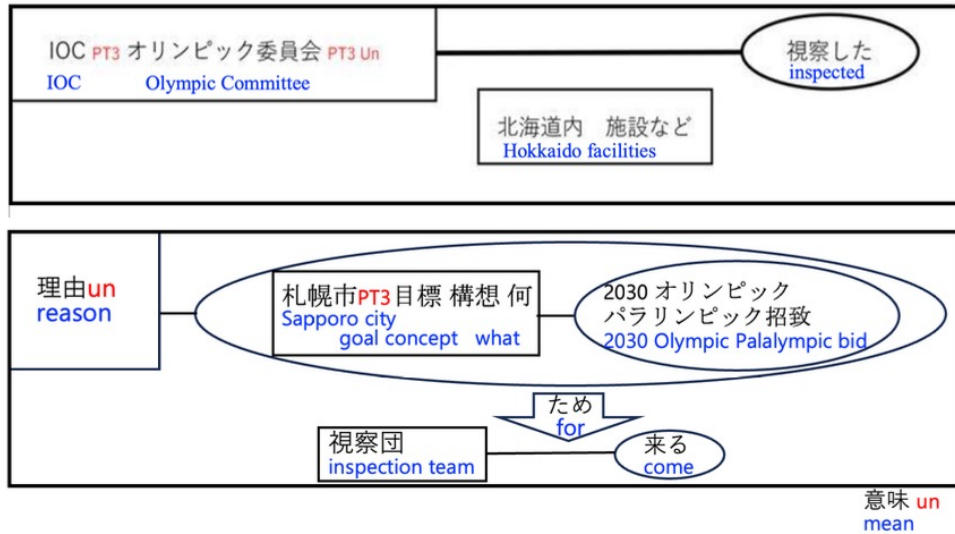 IOC PT3 オリンピック委員会 PT3 Un
IOC Olympic Committee
視察した
inspected
北海道内 施設など
Hokkaido facilities
理由un
reason
札幌市PT3目標 構想 何
Sapporo city
goal concept what
2030 オリンピック
パラリンピック招致
2030 Olympic Palalympic bid
ため
for
視察団
inspection team
来る
come
意味 un
mean